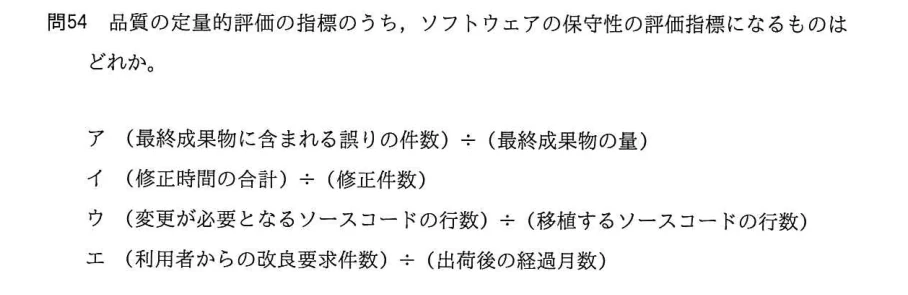 問54　品質の定量的評価の指標のうち，ソフトウェアの保守性の評価指標になるものは
どれか。
ア　（最終成果物に含まれる誤りの件数）÷（最終成果物の量）
イ　（修正時間の合計）÷（修正件数）
ウ　（変更が必要となるソースコードの行数）÷（移植するソースコードの行数）
エ　（利用者からの改良要求件数）÷（出荷後の経過月数）